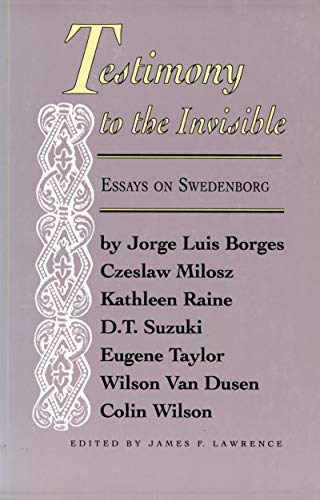 Testimony
to the Invisible
ESSAYS ON SWEDENBORG
by Jorge Luis Borges
Czeslaw Milosz
Kathleen Raine
D.T. Suzuki
Eugene Taylor
Wilson Van Dusen
Colin Wilson
EDITED BY JAMES F. LAWRENCE